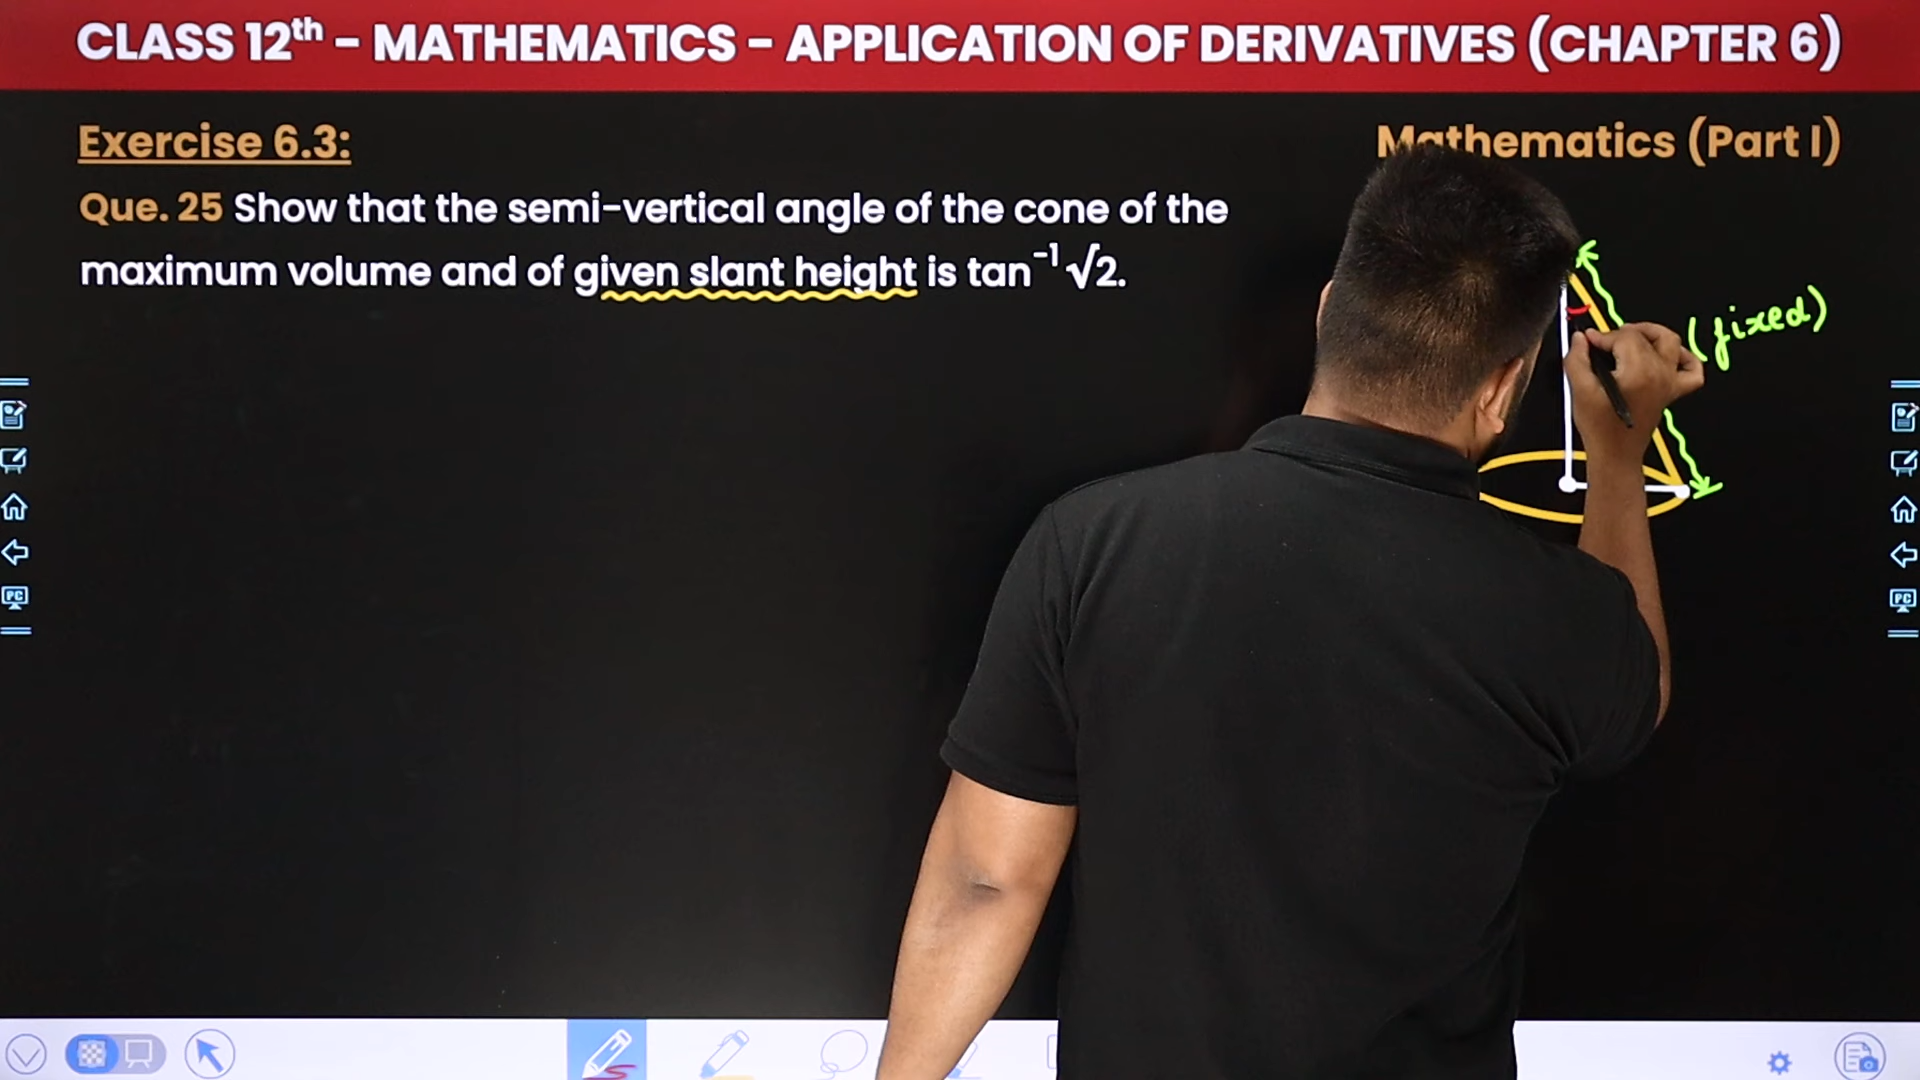 CLASS 12th - MATHEMATICS - APPLICATION OF DERIVATIVES (CHAPTER 6)
Exercise 6.3:
Mathematics (Part I)
Que. 25 Show that the semi-vertical angle of the cone of the
maximum volume and of given slant height is tan⁻¹ √2.
(fixed)
PC
PC